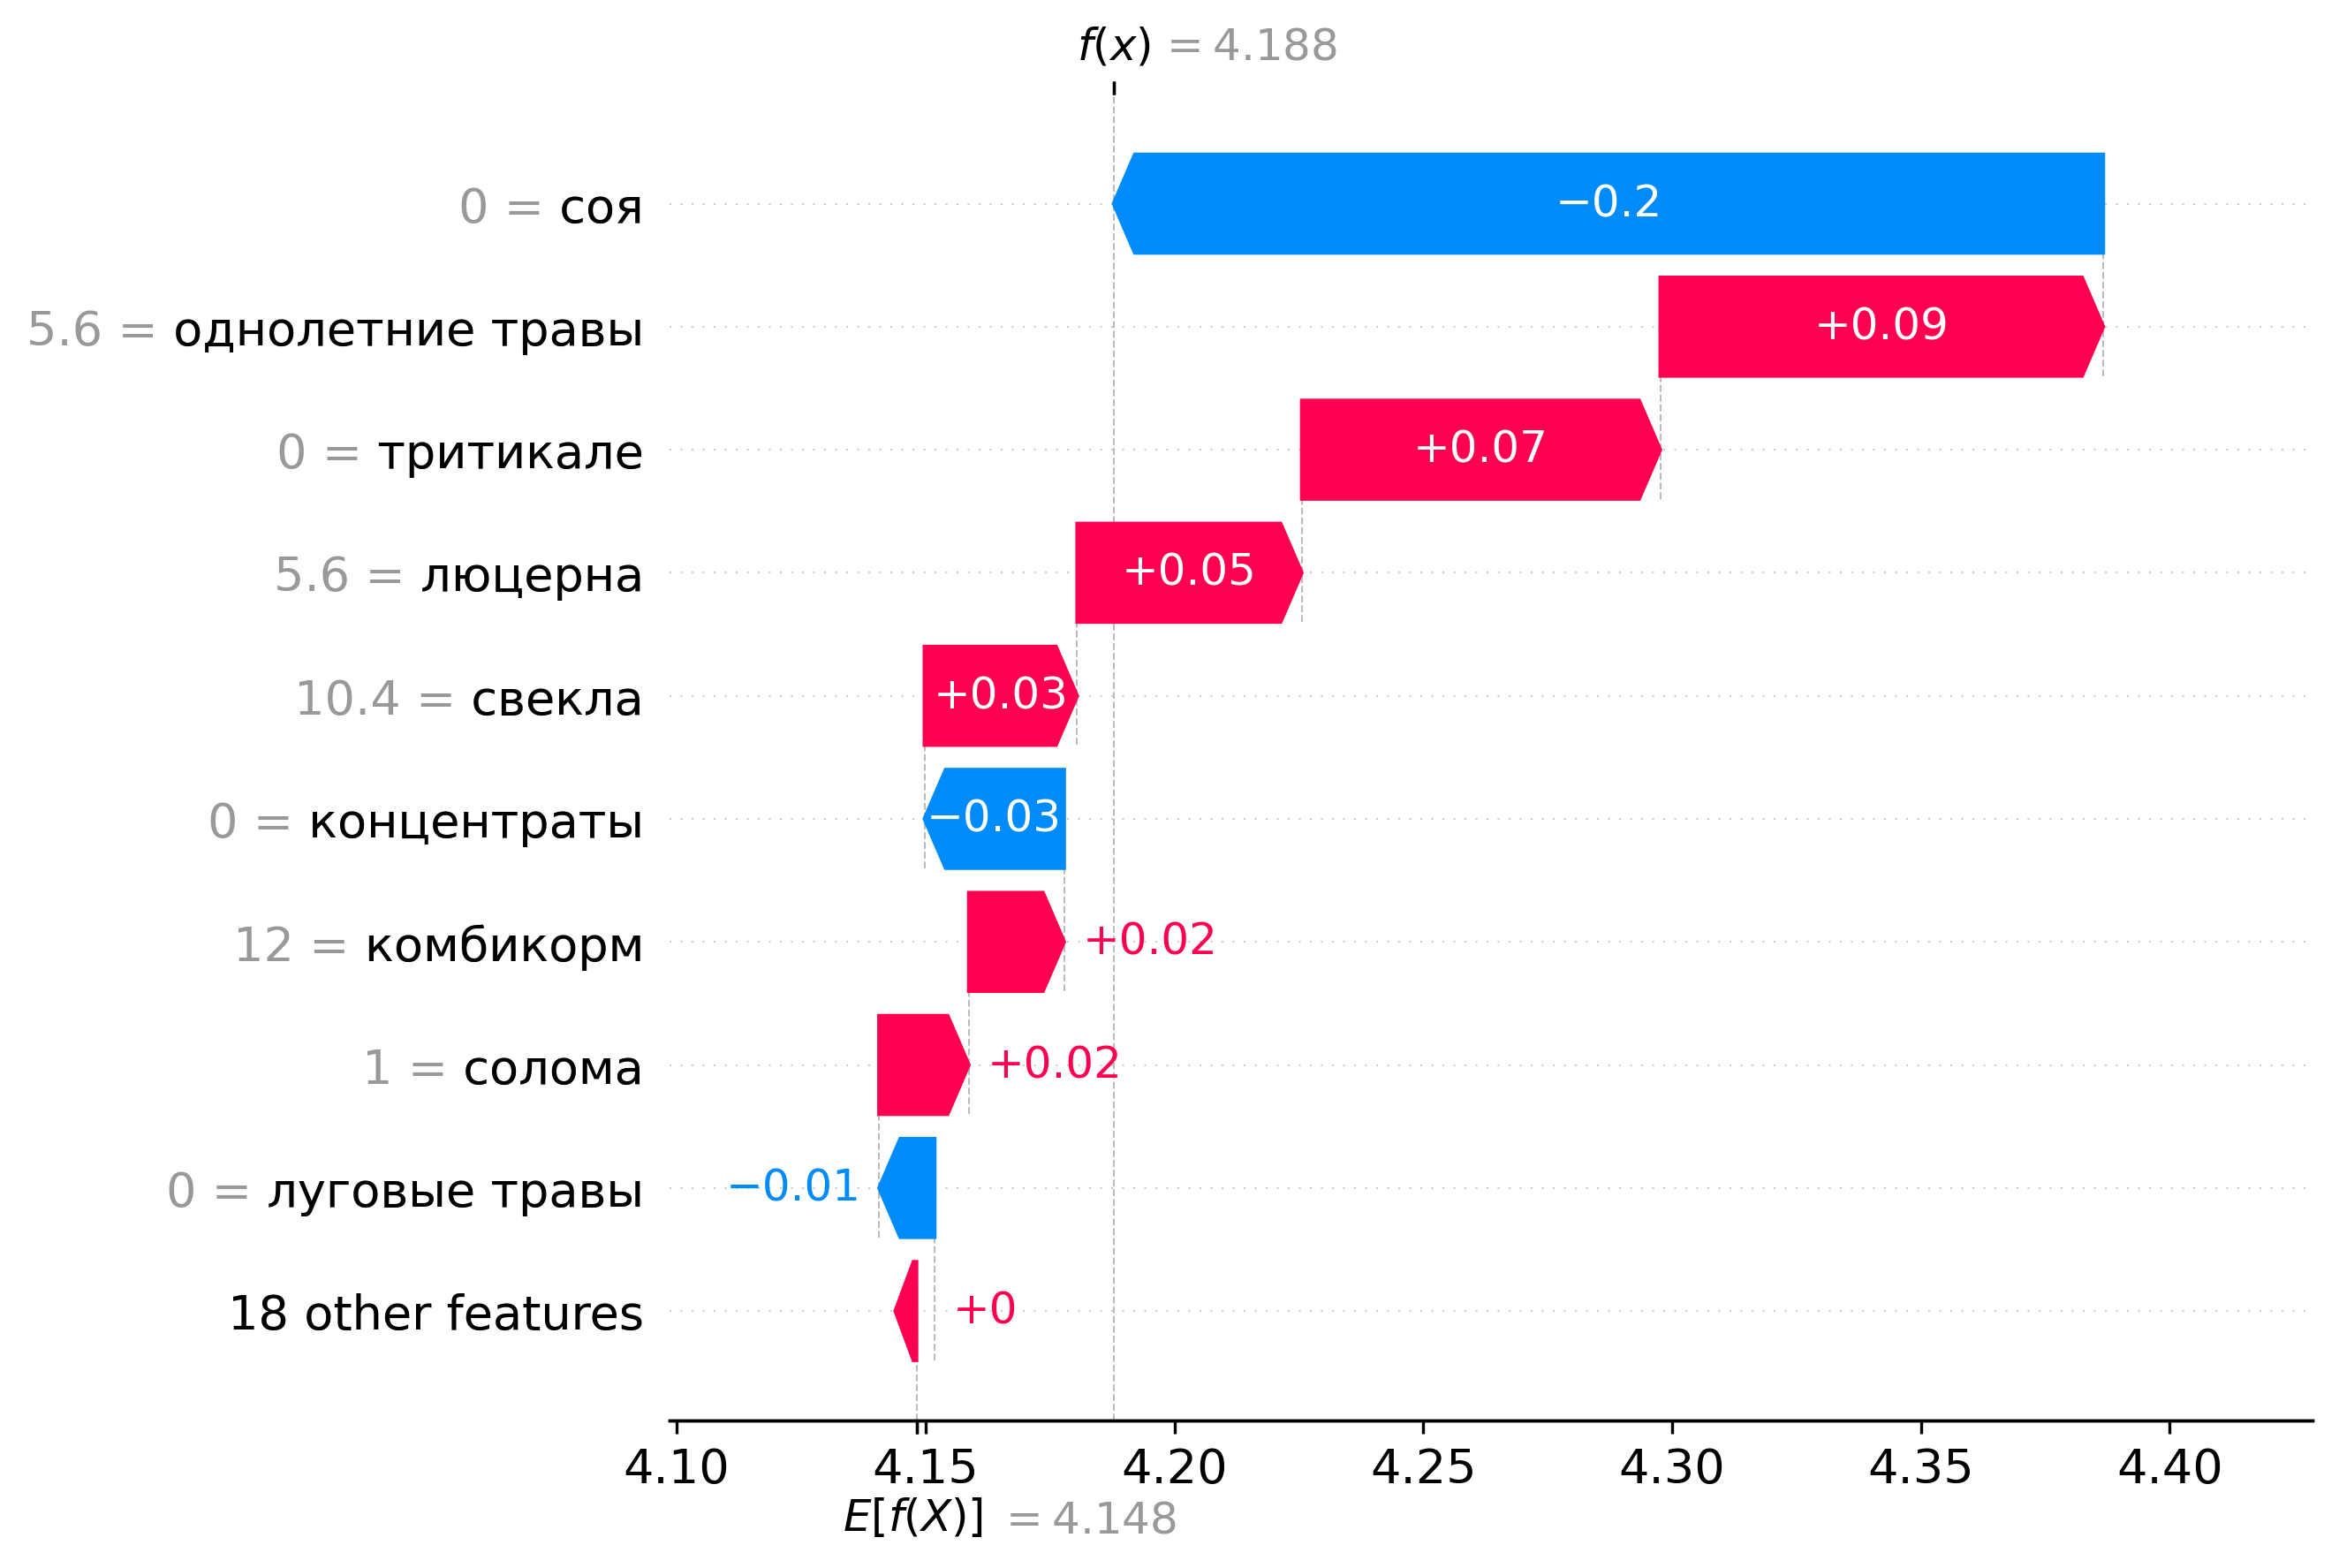 f(x) = 4.188
0 = соя
−0.2
5.6 = однолетние травы
+0.09
0 = тритикале
+0.07
5.6 = люцерна
+0.05
10.4 = свекла
+0.03
0 = концентраты
−0.03
12 = комбикорм
+0.02
1 = солома
+0.02
0 = луговые травы
−0.01
18 other features
+0
4.10 4.15 4.20 4.25 4.30 4.35 4.40
E[f(X)] = 4.148